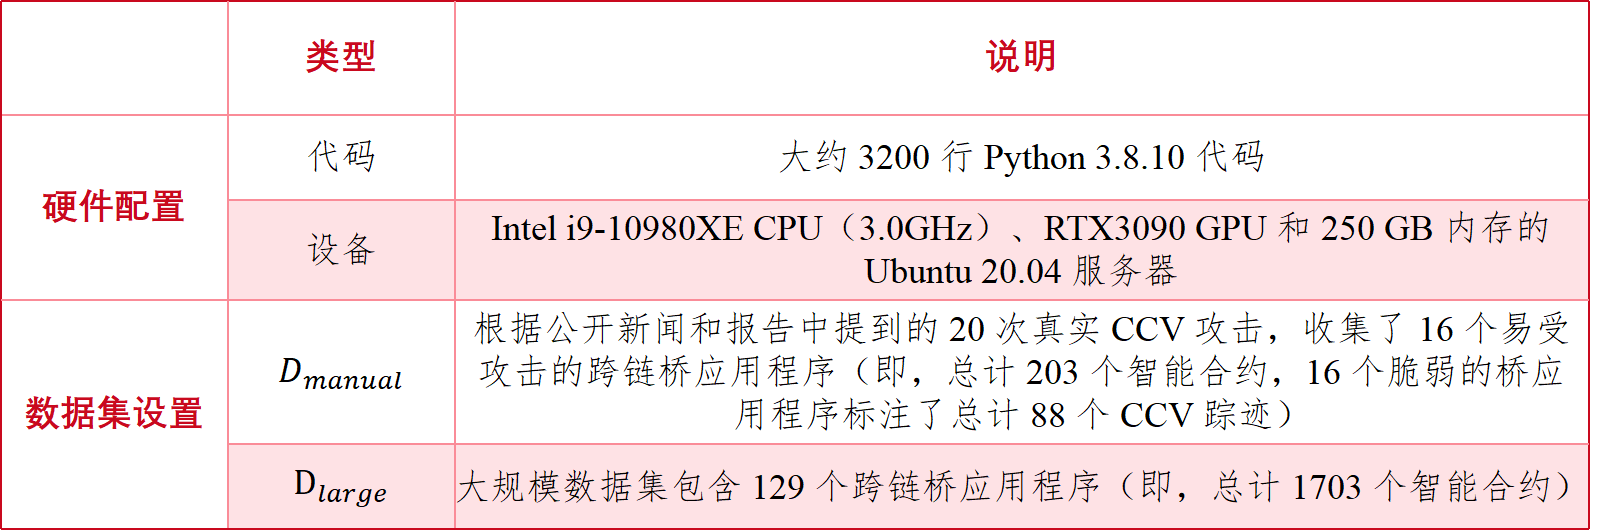 类型
说明
硬件配置
代码
大约 3200 行 Python 3.8.10 代码
设备
Intel i9-10980XE CPU（3.0GHz）、RTX3090 GPU 和 250 GB 内存的
Ubuntu 20.04 服务器
数据集设置
D_manual
根据公开新闻和报告中提到的 20 次真实 CCV 攻击，收集了 16 个易受
攻击的跨链桥应用程序（即，总计 203 个智能合约，16 个脆弱的桥应
用程序标注了总计 88 个 CCV 踪迹）
D_large
大规模数据集包含 129 个跨链桥应用程序（即，总计 1703 个智能合约）